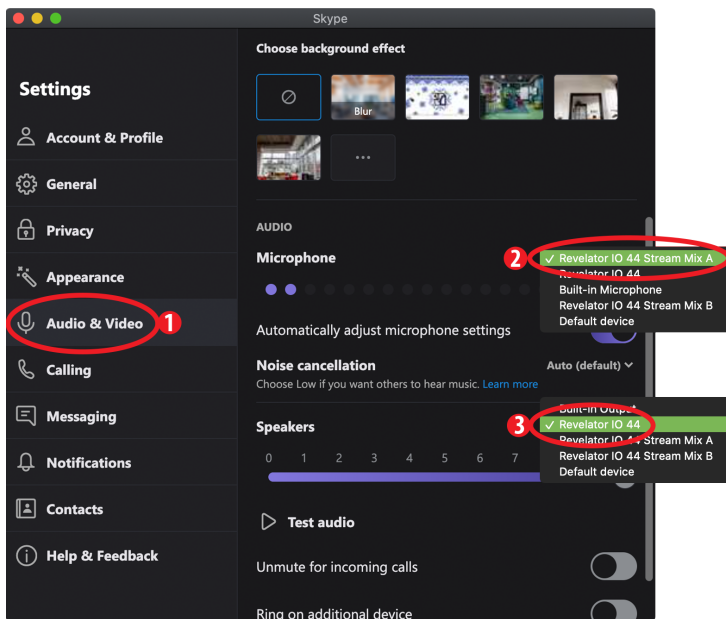 Skype
Settings
Account & Profile
General
Privacy
Appearance
Audio & Video
1
Calling
Messaging
Notifications
Contacts
Help & Feedback
Choose background effect
Blur
AUDIO
Microphone
2
✓ Revelator IO 44 Stream Mix A
Revelator IO 44
Built-in Microphone
Revelator IO 44 Stream Mix B
Default device
Automatically adjust microphone settings
Noise cancellation
Auto (default)
Choose Low if you want others to hear music. Learn more
Speakers
3
Built-in Output
✓ Revelator IO 44
Revelator IO 44 Stream Mix A
Revelator IO 44 Stream Mix B
Default device
0 1 2 3 4 5 6 7
Test audio
Unmute for incoming calls
Ring on additional device